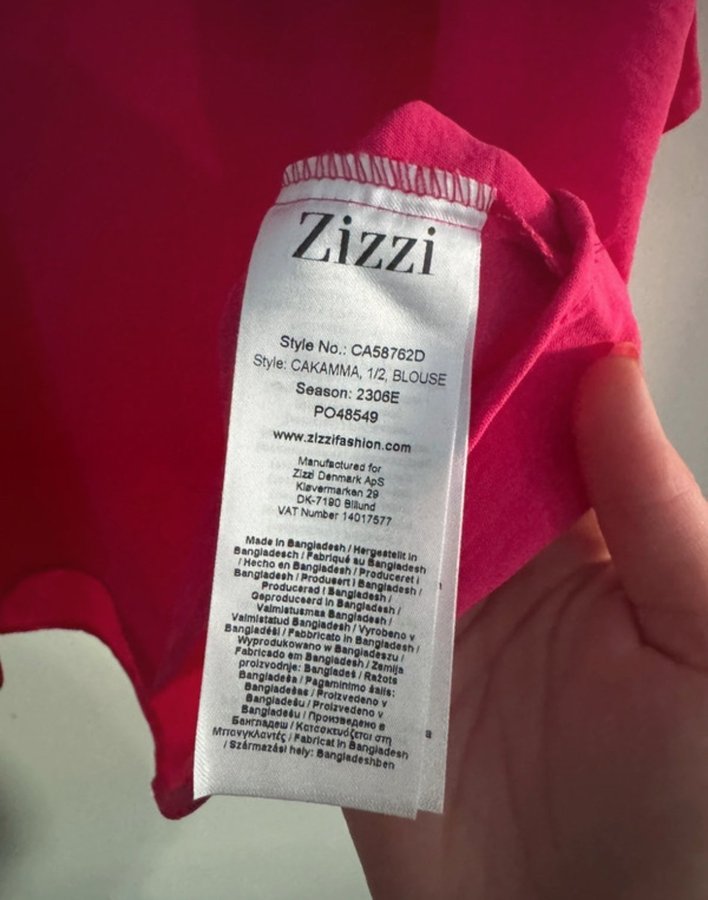 Zizzi
Style No.: CA58762D
Style: CAKAMMA, 1/2, BLOUSE
Season: 2306E
PO48549
www.zizzifashion.com
Manufactured for
Zizzi Denmark ApS
Kløvermarken 29
DK-7190 Billund
VAT Number 14017577
Made in Bangladesh / Hergestellt in
Bangladesch / Fabriqué au Bangladesh
/ Hecho en Bangladesh / Produceret i
Bangladesh / Produsert i Bangladesh /
Producerad i Bangladesh /
Geproduceerd in Bangladesh /
Valmistusmaa Bangladesh /
Valmistatud Bangladesh / Vyrobeno v
Bangladéši / Fabbricato in Bangladesh /
Wyprodukowano w Bangladeszu /
Fabricado em Bangladesh / Zemlja
proizvodnje: Bangladeš / Ražots
Bangladeša / Pagaminimo šalis:
Bangladešas / Proizvedeno v
Bangladešu / Proizvedeno v
Bangladešu / Произведено в
Бангладеш / Κατασκευάζεται στη
Μπανγκλαντές / Fabricat in Bangladesh
/ Származási hely: Bangladeshben